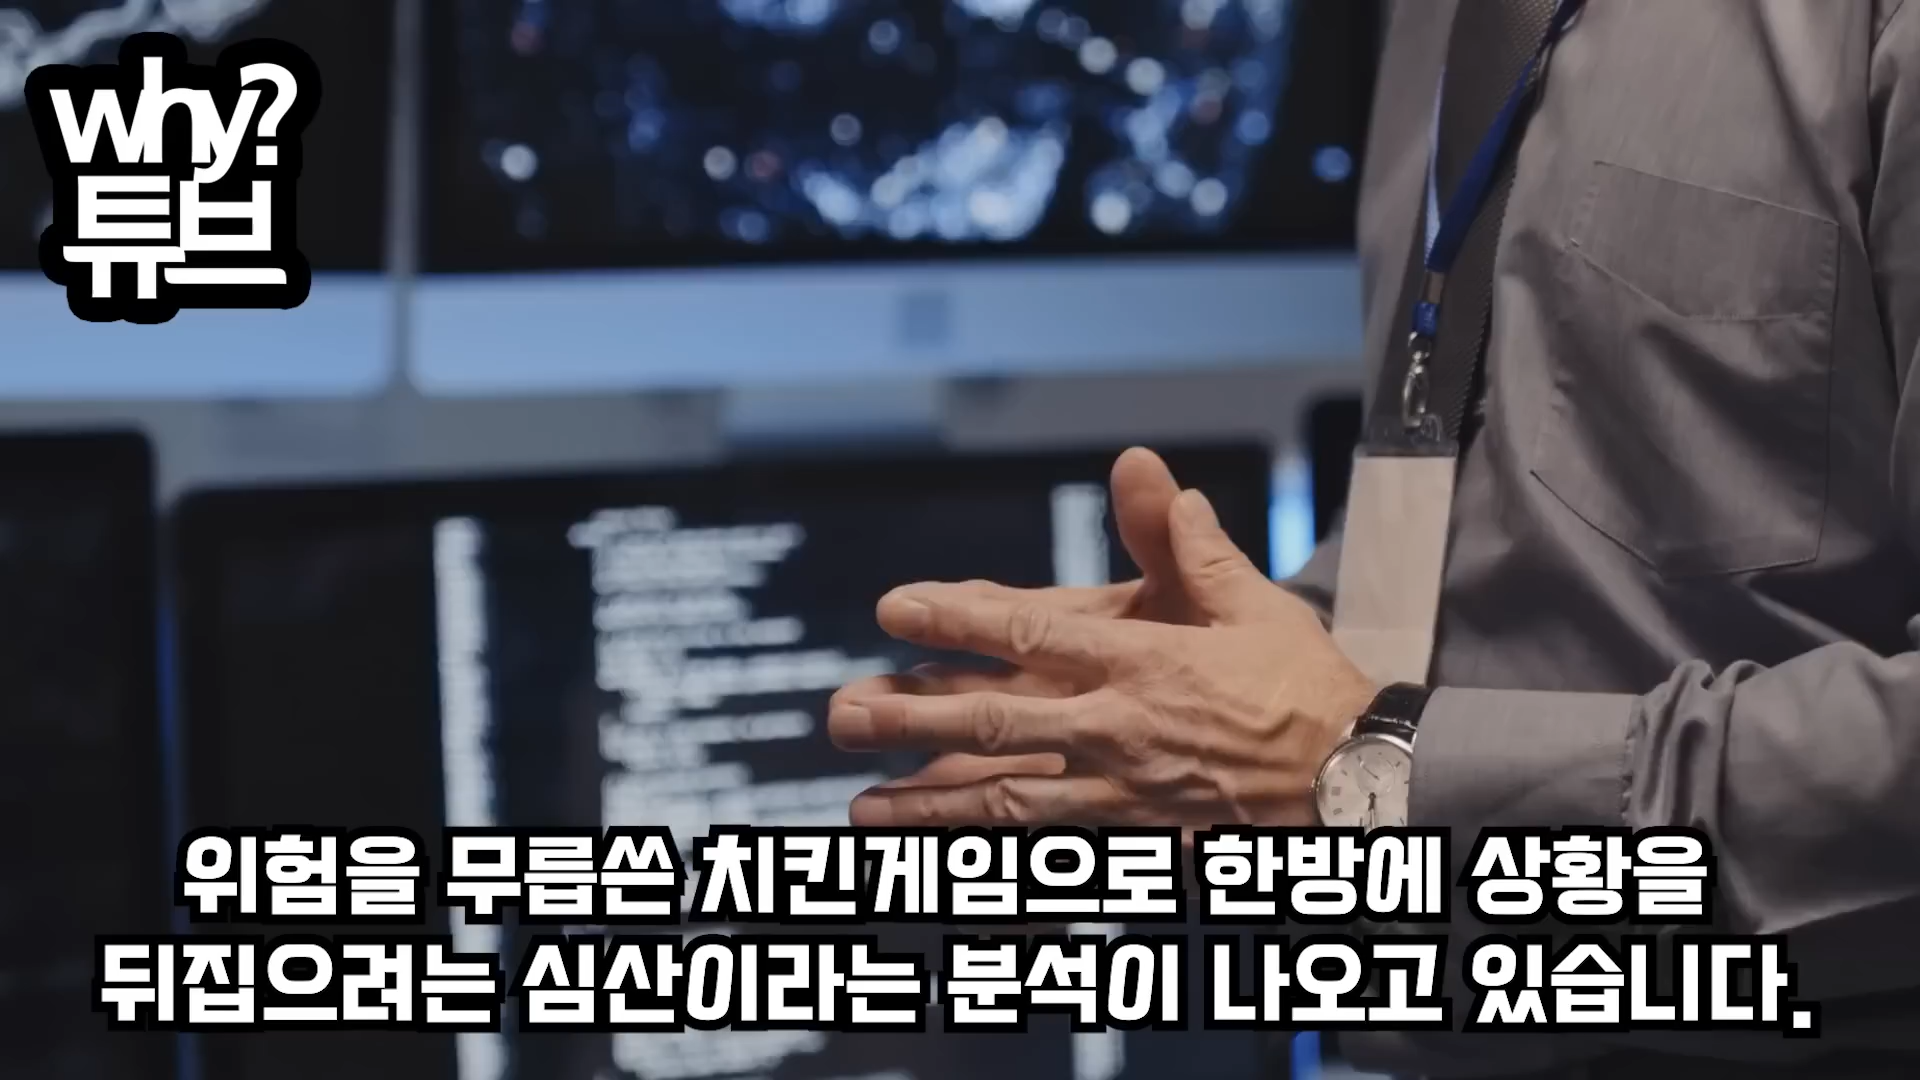 why?
튜브
위험을 무릅쓴 치킨게임으로 한방에 상황을
뒤집으려는 심산이라는 분석이 나오고 있습니다.